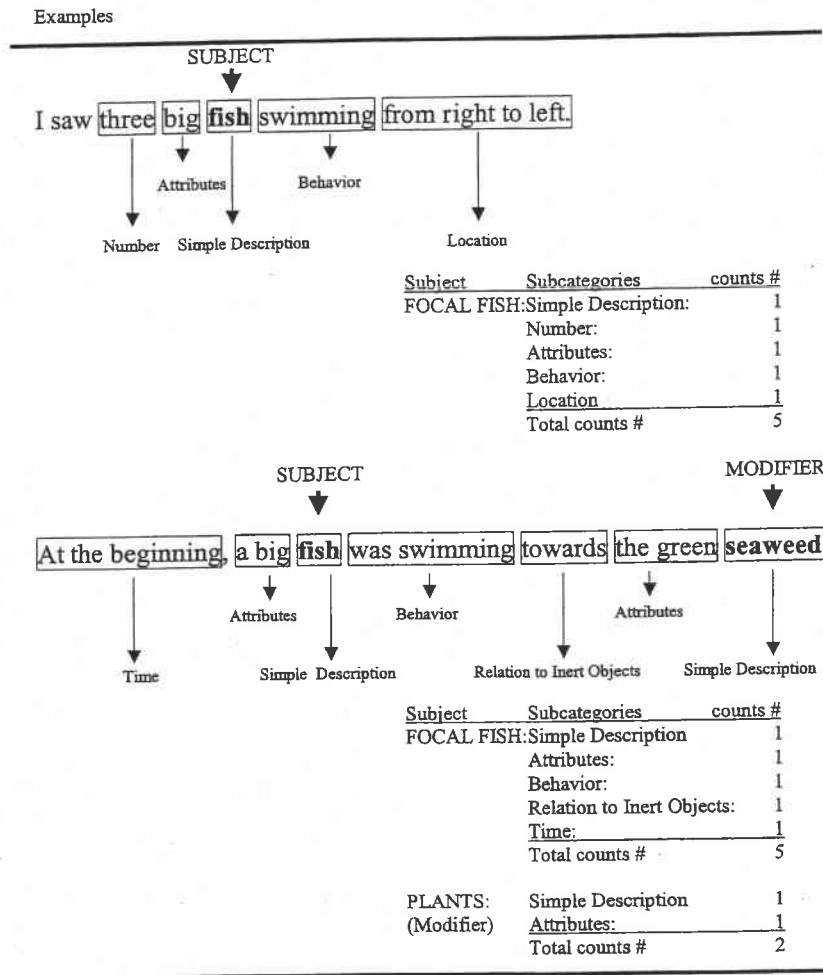 Examples
SUBJECT
I saw three big fish swimming from right to left.
Attributes Behavior
Number Simple Description Location
Subject Subcategories counts #
FOCAL FISH:Simple Description: 1
Number: 1
Attributes: 1
Behavior: 1
Location 1
Total counts # 5
SUBJECT MODIFIER
At the beginning, a big fish was swimming towards the green seaweed
Attributes Behavior Attributes
Time Simple Description Relation to Inert Objects Simple Description
Subject Subcategories counts #
FOCAL FISH:Simple Description 1
Attributes: 1
Behavior: 1
Relation to Inert Objects: 1
Time: 1
Total counts # 5
PLANTS: Simple Description 1
(Modifier) Attributes: 1
Total counts # 2